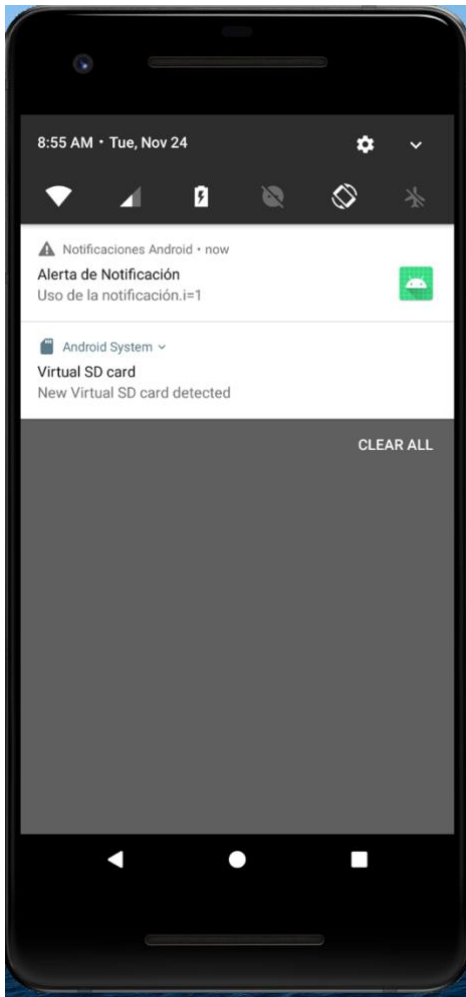 8:55 AM • Tue, Nov 24
Notificaciones Android • now
Alerta de Notificación
Uso de la notificación.i=1
Android System
Virtual SD card
New Virtual SD card detected
CLEAR ALL